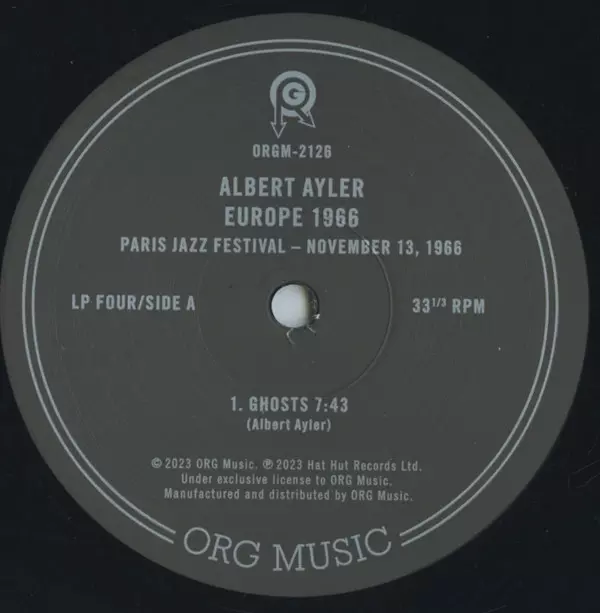 ORGM-2126
ALBERT AYLER
EUROPE 1966
PARIS JAZZ FESTIVAL – NOVEMBER 13, 1966
LP FOUR/SIDE A
33 1/3 RPM
1. GHOSTS 7:43
(Albert Ayler)
© 2023 ORG Music. ℗ 2023 Hat Hut Records Ltd.
Under exclusive license to ORG Music.
Manufactured and distributed by ORG Music.
ORG MUSIC